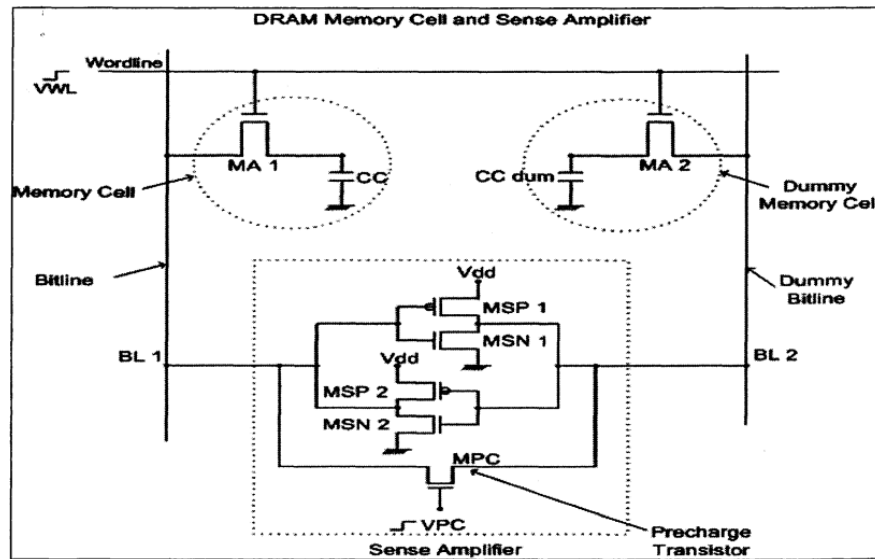 DRAM Memory Cell and Sense Amplifier
Wordline
VWL
MA 1
CC
CC dum
MA 2
Memory Cell
Dummy
Memory Cel
Bitline
Dummy
Bitline
Vdd
MSP 1
MSN 1
BL 1
BL 2
Vdd
MSP 2
MSN 2
MPC
VPC
Precharge
Transistor
Sense Amplifier